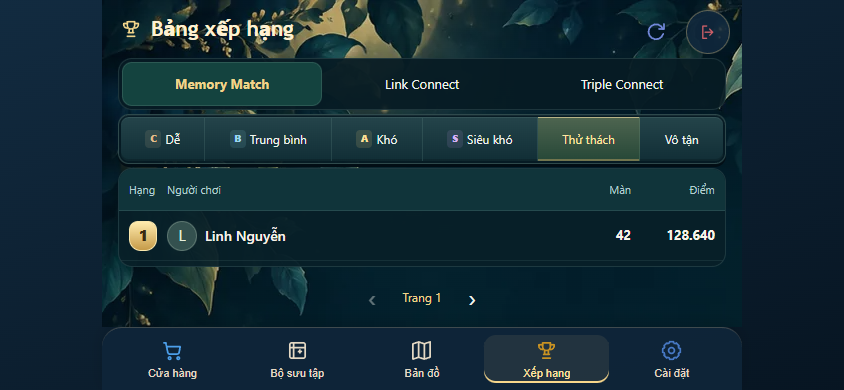 Bảng xếp hạng
Memory Match Link Connect Triple Connect
C Dễ B Trung bình A Khó S Siêu khó Thử thách Vô tận
Hạng Người chơi Màn Điểm
1 L Linh Nguyễn 42 128.640
‹ Trang 1 ›
Cửa hàng Bộ sưu tập Bản đồ Xếp hạng Cài đặt